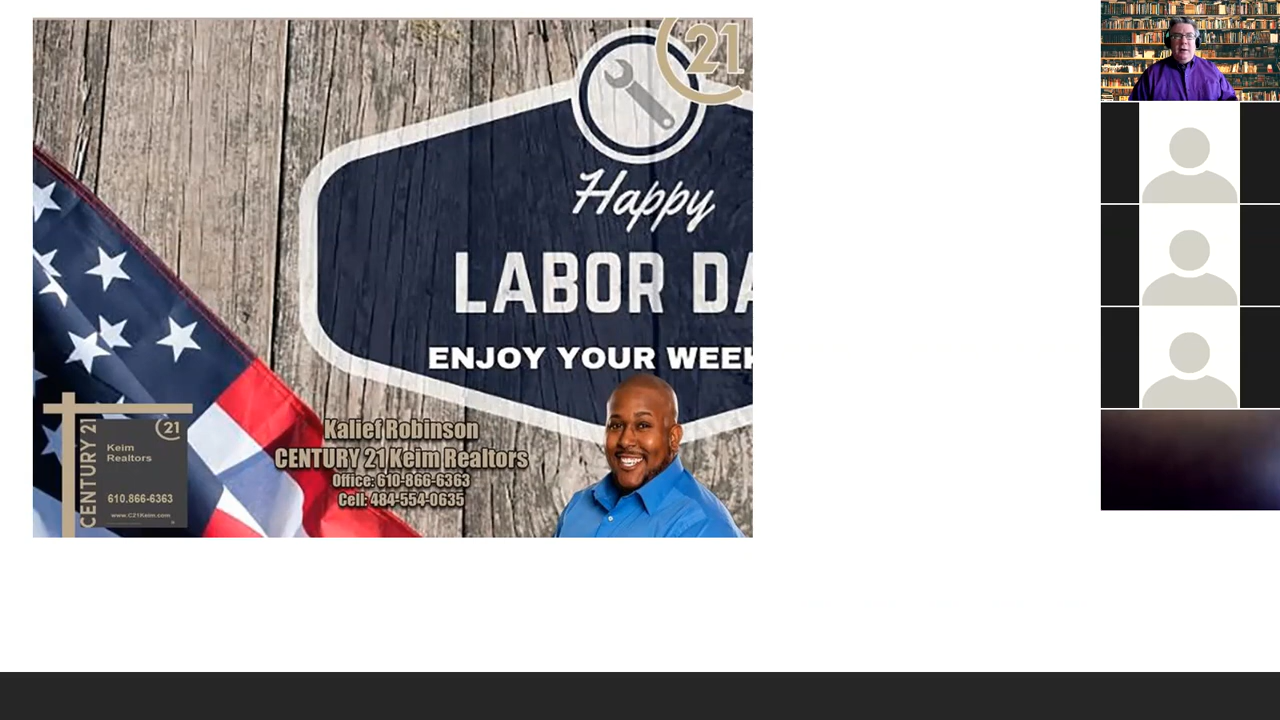 21
Happy
LABOR DA
ENJOY YOUR WEEK
Kalief Robinson
CENTURY 21 Keim Realtors
Office: 610-866-6363
Cell: 484-554-0635
CENTURY 21
21
Keim
Realtors
610.866-6363
www.C21Keim.com